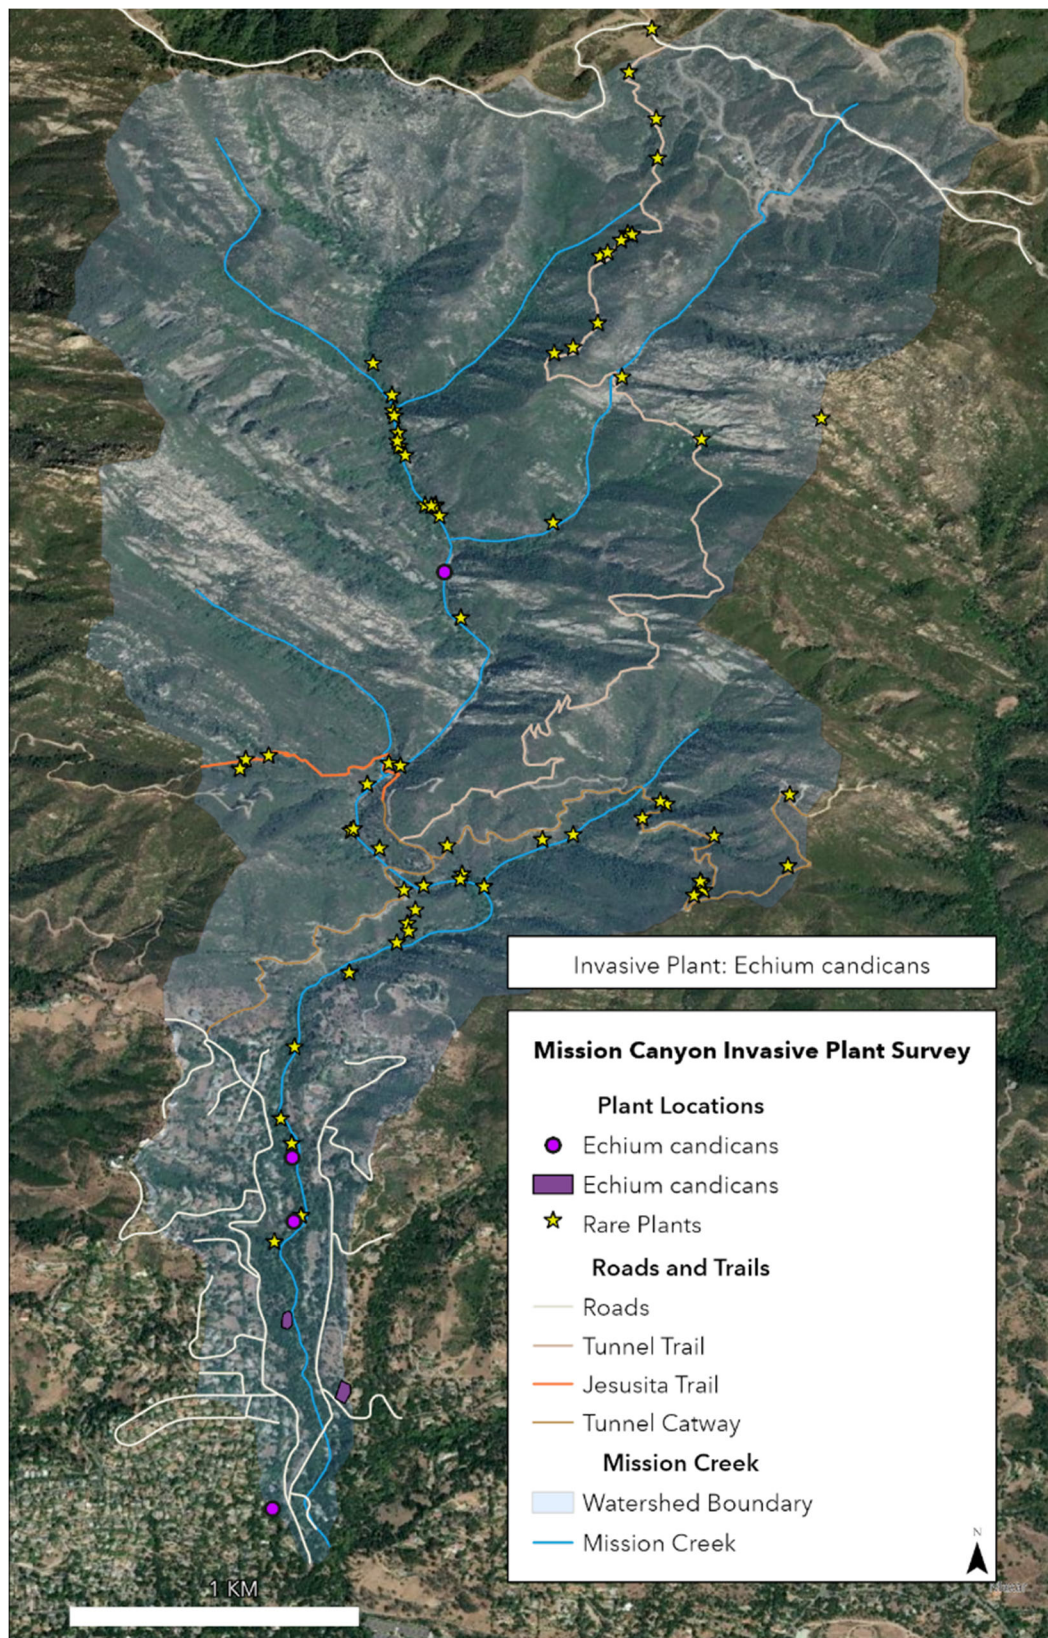 Invasive Plant: Echium candicans
Mission Canyon Invasive Plant Survey
Plant Locations
Echium candicans
Echium candicans
Rare Plants
Roads and Trails
Roads
Tunnel Trail
Jesusita Trail
Tunnel Catway
Mission Creek
Watershed Boundary
Mission Creek
N
1 KM